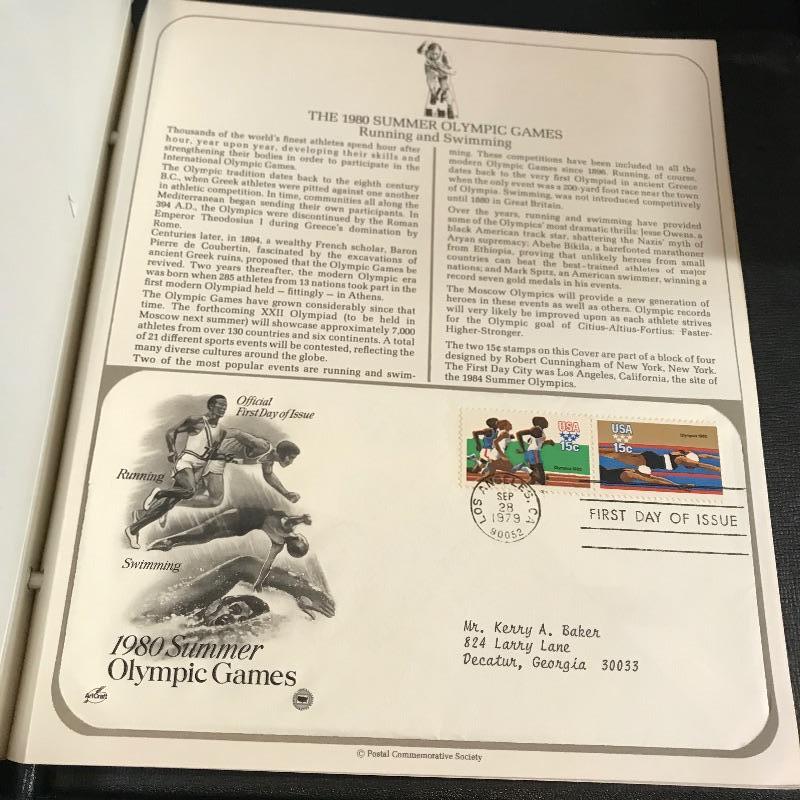 THE 1980 SUMMER OLYMPIC GAMES
Running and Swimming
Thousands of the world's finest athletes spend hour after
hour, year upon year, developing their skills and
strengthening their bodies in order to participate in the
International Olympic Games.
The Olympic tradition dates back to the eighth century
B.C., when Greek athletes were pitted against one another
in athletic competition. In time, communities all along the
Mediterranean began sending their own participants. In
394 A.D., the Olympics were discontinued by the Roman
Emperor Theodosius I during Greece's domination by
Rome.
Centuries later, in 1894, a wealthy French scholar, Baron
Pierre de Coubertin, fascinated by the excavations of
ancient Greek ruins, proposed that the Olympic Games be
revived. Two years thereafter, the modern Olympic era
was born when 285 athletes from 13 nations took part in the
first modern Olympiad held — fittingly — in Athens.
The Olympic Games have grown considerably since that
time. The forthcoming XXII Olympiad (to be held in
Moscow next summer) will showcase approximately 7,000
athletes from over 130 countries and six continents. A total
of 21 different sports events will be contested, reflecting the
many diverse cultures around the globe.
Two of the most popular events are running and swim-
ming. These competitions have been included in all the
modern Olympic Games since 1896. Running, of course,
dates back to the very first Olympiad in ancient Greece
when the only event was a 200-yard foot race near the town
of Olympia. Swimming, was not introduced competitively
until 1880 in Great Britain.
Over the years, running and swimming have provided
some of the Olympics' most dramatic thrills: Jesse Owens, a
black American track star, shattering the Nazis' myth of
Aryan supremacy; Abebe Bikila, a barefooted marathoner
from Ethiopia, proving that unlikely heroes from small
countries can beat the best-trained athletes of major
nations; and Mark Spitz, an American swimmer, winning a
record seven gold medals in his events.
The Moscow Olympics will provide a new generation of
heroes in these events as well as others. Olympic records
will very likely be improved upon as each athlete strives
for the Olympic goal of Citius-Altius-Fortius: Faster-
Higher-Stronger.
The two 15¢ stamps on this Cover are part of a block of four
designed by Robert Cunningham of New York, New York.
The First Day City was Los Angeles, California, the site of
the 1984 Summer Olympics.
Official
First Day of Issue
Running
Swimming
1980 Summer
Olympic Games
ArtCraft
USA
15c
Olympics 1980
USA
15c
Olympics 1980
LOS ANGELES, CA
SEP
28
1979
90052
FIRST DAY OF ISSUE
Mr. Kerry A. Baker
824 Larry Lane
Decatur, Georgia 30033
© Postal Commemorative Society